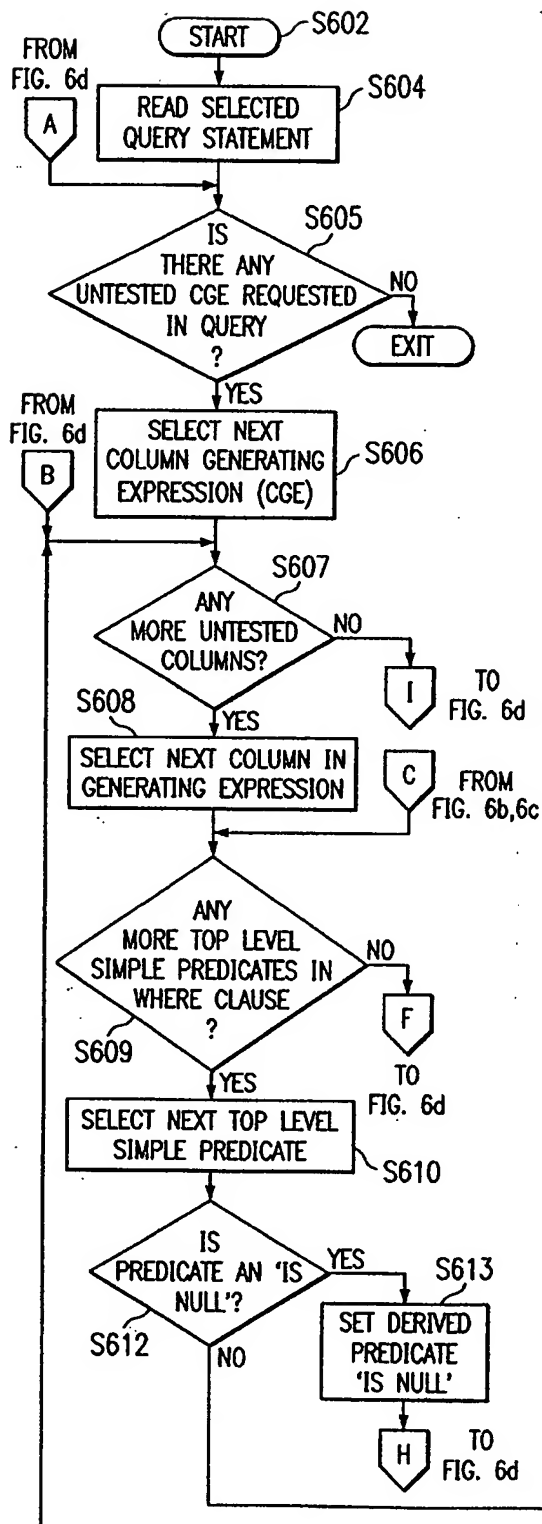 START
S602
FROM
FIG. 6d
A
READ SELECTED
QUERY STATEMENT
S604
IS
THERE ANY
UNTESTED CGE REQUESTED
IN QUERY
?
S605
NO
EXIT
YES
FROM
FIG. 6d
B
SELECT NEXT
COLUMN GENERATING
EXPRESSION (CGE)
S606
ANY
MORE UNTESTED
COLUMNS?
S607
NO
I
TO
FIG. 6d
S608
YES
SELECT NEXT COLUMN IN
GENERATING EXPRESSION
C
FROM
FIG. 6b,6c
ANY
MORE TOP LEVEL
SIMPLE PREDICATES IN
WHERE CLAUSE
?
S609
NO
F
TO
FIG. 6d
YES
SELECT NEXT TOP LEVEL
SIMPLE PREDICATE
S610
IS
PREDICATE AN 'IS
NULL'?
S612
YES
S613
SET DERIVED
PREDICATE
'IS NULL'
NO
H
TO
FIG. 6d